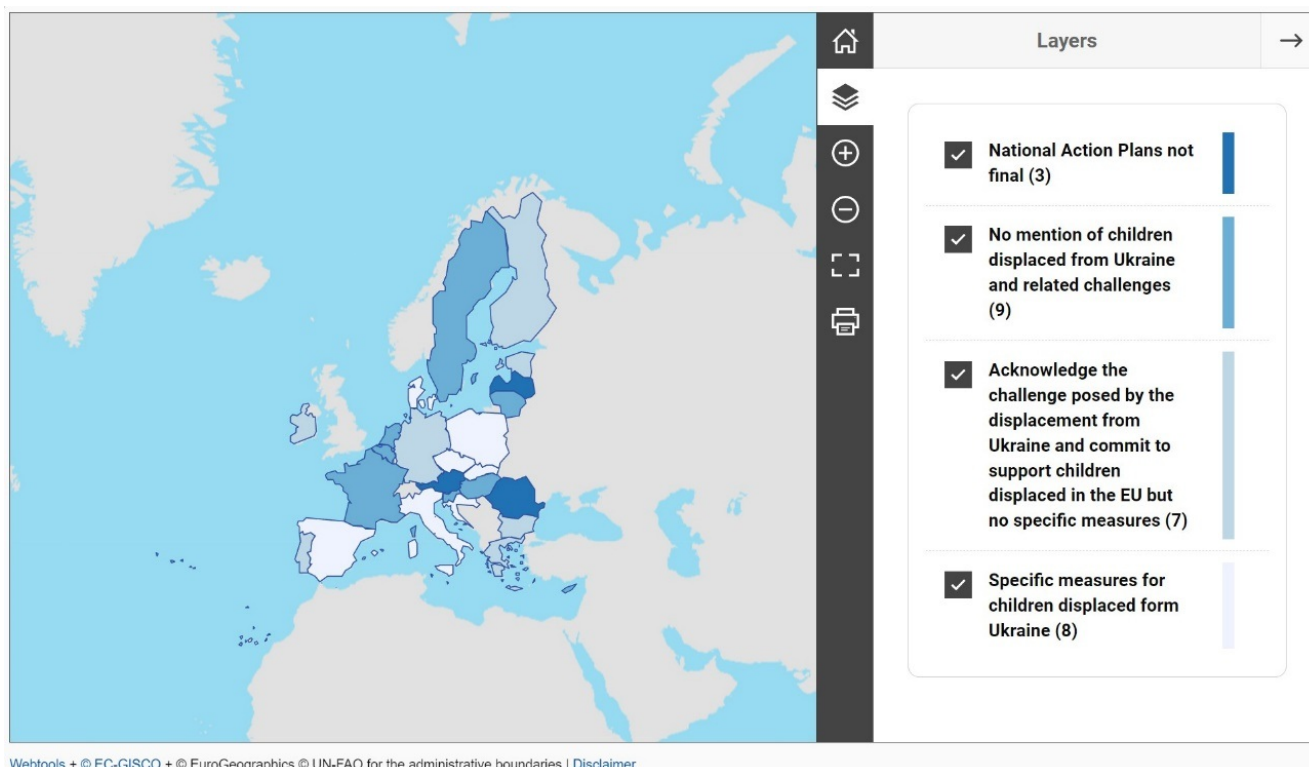 Layers
National Action Plans not
final (3)
No mention of children
displaced from Ukraine
and related challenges
(9)
Acknowledge the
challenge posed by the
displacement from
Ukraine and commit to
support children
displaced in the EU but
no specific measures (7)
Specific measures for
children displaced form
Ukraine (8)
Webtools + © EC-GISCO + © EuroGeographics © UN-FAO for the administrative boundaries | Disclaimer